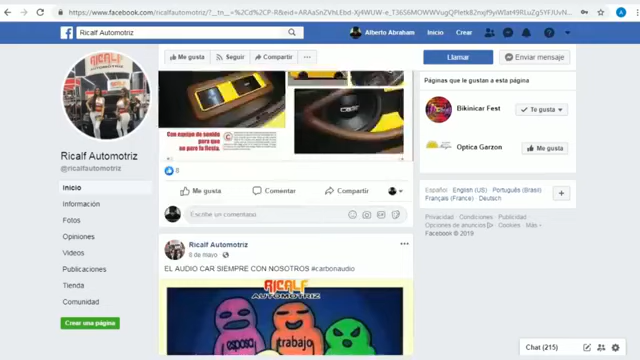 Ricalf Automotriz
Alberto Abraham
Inicio
Crear
Me gusta
Seguir
Compartir
Llamar
Enviar mensaje
RICALF
Ricalf Automotriz
@ricalfautomotriz
Inicio
Información
Fotos
Opiniones
Videos
Publicaciones
Tienda
Comunidad
Crear una página
Con equipo de sonido
para que
se pare la fiesta.
8
Me gusta
Comentar
Compartir
Escribe un comentario
Ricalf Automotriz
6 de mayo
EL AUDIO CAR SIEMPRE CON NOSOTROS #carbonaudio
RICALF
AUTOMOTRIZ
esposa
trabajo
Páginas que le gustan a esta página
Bikinicar Fest
Te gusta
Optica Garzon
Me gusta
Español · English (US) · Português (Brasil) ·
Français (France) · Deutsch
Privacidad · Condiciones · Publicidad ·
Opciones de anuncios · Cookies · Más
Facebook © 2019
Chat (215)